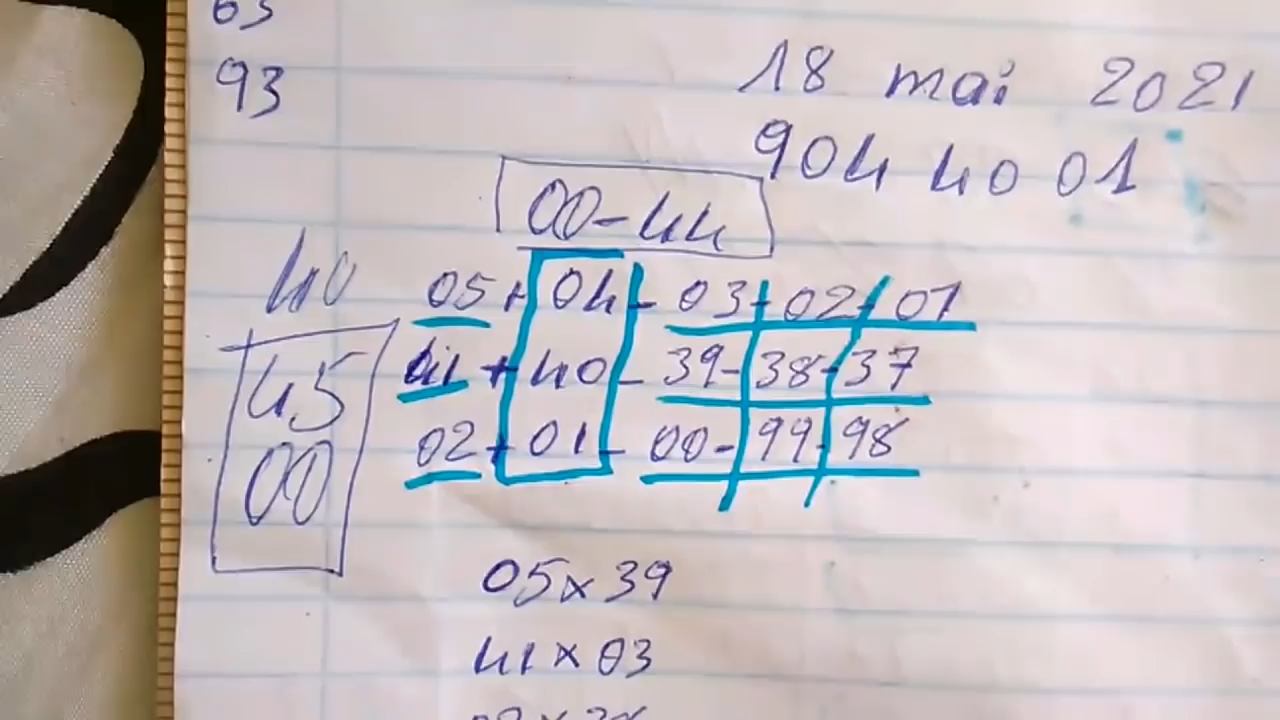 63
93
18 mai 2021
904 40 01
00-44
40
45
00
05+04-03+02/01
41+40-39-38-37
02+01-00-99-98
05x39
41x03